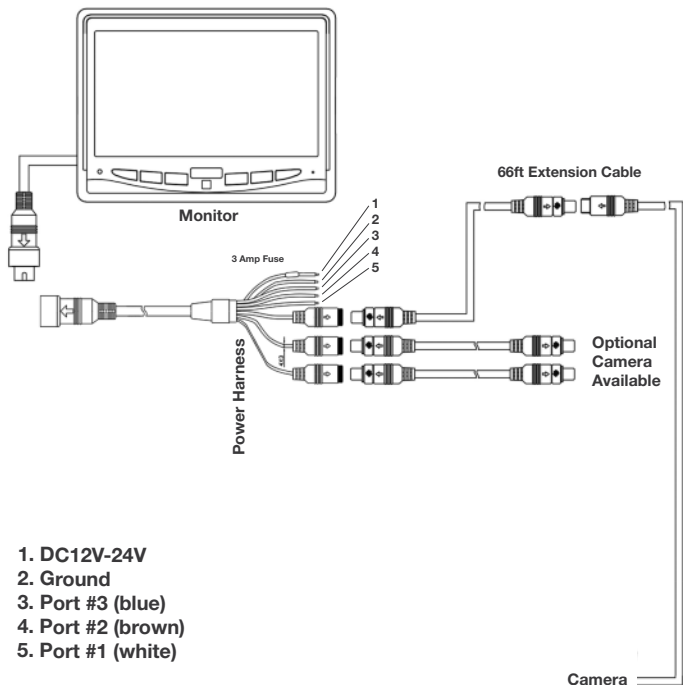 Monitor
66ft Extension Cable
3 Amp Fuse
1
2
3
4
5
Power Harness
Optional
Camera
Available
1. DC12V-24V
2. Ground
3. Port #3 (blue)
4. Port #2 (brown)
5. Port #1 (white)
Camera